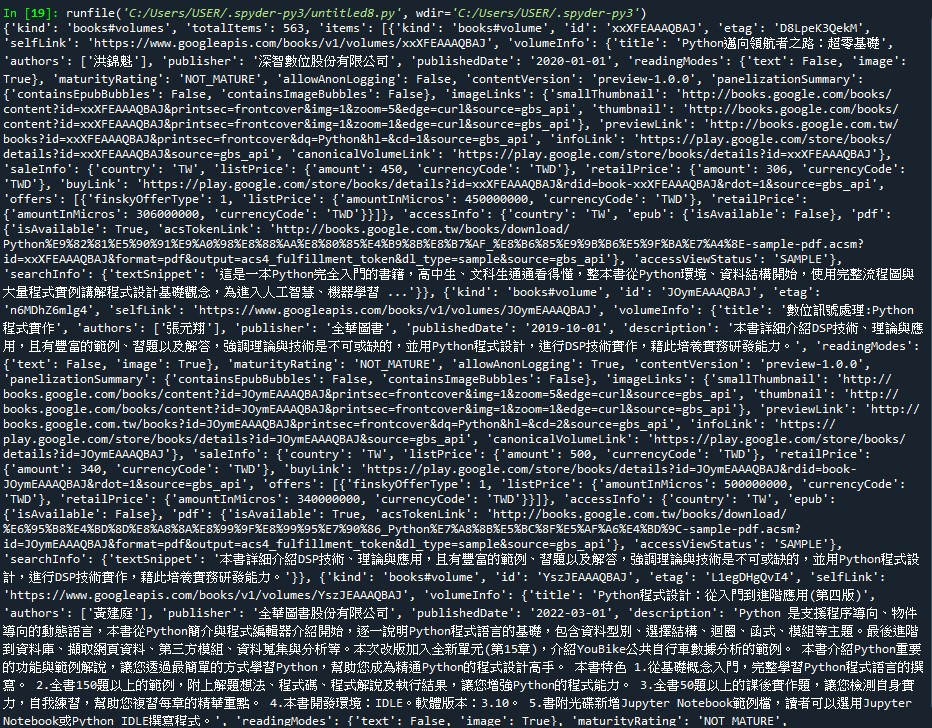 In [19]: runfile('C:/Users/USER/.spyder-py3/untitled8.py', wdir='C:/Users/USER/.spyder-py3')
{'kind': 'books#volumes', 'totalItems': 563, 'items': [{'kind': 'books#volume', 'id': 'xxXFEAAAQBAJ', 'etag': 'D8LpeK3QekM',
'selfLink': 'https://www.googleapis.com/books/v1/volumes/xxXFEAAAQBAJ', 'volumeInfo': {'title': 'Python邁向領航者之路：超零基礎',
'authors': ['洪錦魁'], 'publisher': '深智數位股份有限公司', 'publishedDate': '2020-01-01', 'readingModes': {'text': False, 'image':
True}, 'maturityRating': 'NOT_MATURE', 'allowAnonLogging': False, 'contentVersion': 'preview-1.0.0', 'panelizationSummary':
{'containsEpubBubbles': False, 'containsImageBubbles': False}, 'imageLinks': {'smallThumbnail': 'http://books.google.com/books/
content?id=xxXFEAAAQBAJ&printsec=frontcover&img=1&zoom=5&edge=curl&source=gbs_api', 'thumbnail': 'http://books.google.com/books/
content?id=xxXFEAAAQBAJ&printsec=frontcover&img=1&zoom=1&edge=curl&source=gbs_api'}, 'previewLink': 'http://books.google.com.tw/
books?id=xxXFEAAAQBAJ&printsec=frontcover&dq=Python&hl=&cd=1&source=gbs_api', 'infoLink': 'https://play.google.com/store/books/
details?id=xxXFEAAAQBAJ&source=gbs_api', 'canonicalVolumeLink': 'https://play.google.com/store/books/details?id=xxXFEAAAQBAJ'},
'saleInfo': {'country': 'TW', 'listPrice': {'amount': 450, 'currencyCode': 'TWD'}, 'retailPrice': {'amount': 306, 'currencyCode':
'TWD'}, 'buyLink': 'https://play.google.com/store/books/details?id=xxXFEAAAQBAJ&rdid=book-xxXFEAAAQBAJ&rdot=1&source=gbs_api',
'offers': [{'finskyOfferType': 1, 'listPrice': {'amountInMicros': 450000000, 'currencyCode': 'TWD'}, 'retailPrice':
{'amountInMicros': 306000000, 'currencyCode': 'TWD'}}]}, 'accessInfo': {'country': 'TW', 'epub': {'isAvailable': False}, 'pdf':
{'isAvailable': True, 'acsTokenLink': 'http://books.google.com.tw/books/download/
Python%E9%82%81%E5%90%91%E9%A0%98%E8%88%AA%E8%80%85%E4%B9%8B%E8%B7%AF_%E8%B6%85%E9%9B%B6%E5%9F%BA%E7%A4%8E-sample-pdf.acsm?
id=xxXFEAAAQBAJ&format=pdf&output=acs4_fulfillment_token&dl_type=sample&source=gbs_api'}, 'accessViewStatus': 'SAMPLE'},
'searchInfo': {'textSnippet': '這是一本Python完全入門的書籍，高中生、文科生通通看得懂，整本書從Python環境、資料結構開始，使用完整流程圖與
大量程式實例講解程式設計基礎觀念，為進入人工智慧、機器學習 ...'}}, {'kind': 'books#volume', 'id': 'JOymEAAAQBAJ', 'etag':
'n6MDhZ6mlg4', 'selfLink': 'https://www.googleapis.com/books/v1/volumes/JOymEAAAQBAJ', 'volumeInfo': {'title': '數位訊號處理:Python
程式實作', 'authors': ['張元翔'], 'publisher': '全華圖書', 'publishedDate': '2019-10-01', 'description': '本書詳細介紹DSP技術、理論與應
用，且有豐富的範例、習題以及解答，強調理論與技術是不可或缺的，並用Python程式設計，進行DSP技術實作，藉此培養實務研發能力。', 'readingModes':
{'text': False, 'image': True}, 'maturityRating': 'NOT_MATURE', 'allowAnonLogging': True, 'contentVersion': 'preview-1.0.0',
'panelizationSummary': {'containsEpubBubbles': False, 'containsImageBubbles': False}, 'imageLinks': {'smallThumbnail': 'http://
books.google.com/books/content?id=JOymEAAAQBAJ&printsec=frontcover&img=1&zoom=5&edge=curl&source=gbs_api', 'thumbnail': 'http://
books.google.com/books/content?id=JOymEAAAQBAJ&printsec=frontcover&img=1&zoom=1&edge=curl&source=gbs_api'}, 'previewLink': 'http://
books.google.com.tw/books?id=JOymEAAAQBAJ&printsec=frontcover&dq=Python&hl=&cd=2&source=gbs_api', 'infoLink': 'https://
play.google.com/store/books/details?id=JOymEAAAQBAJ&source=gbs_api', 'canonicalVolumeLink': 'https://play.google.com/store/books/
details?id=JOymEAAAQBAJ'}, 'saleInfo': {'country': 'TW', 'listPrice': {'amount': 500, 'currencyCode': 'TWD'}, 'retailPrice':
{'amount': 340, 'currencyCode': 'TWD'}, 'buyLink': 'https://play.google.com/store/books/details?id=JOymEAAAQBAJ&rdid=book-
JOymEAAAQBAJ&rdot=1&source=gbs_api', 'offers': [{'finskyOfferType': 1, 'listPrice': {'amountInMicros': 500000000, 'currencyCode':
'TWD'}, 'retailPrice': {'amountInMicros': 340000000, 'currencyCode': 'TWD'}}]}, 'accessInfo': {'country': 'TW', 'epub':
{'isAvailable': False}, 'pdf': {'isAvailable': True, 'acsTokenLink': 'http://books.google.com.tw/books/download/
%E6%95%B8%E4%BD%8D%E8%A8%8A%E8%99%9F%E8%99%95%E7%90%86_Python%E7%A8%8B%E5%BC%8F%E5%AF%A6%E4%BD%9C-sample-pdf.acsm?
id=JOymEAAAQBAJ&format=pdf&output=acs4_fulfillment_token&dl_type=sample&source=gbs_api'}, 'accessViewStatus': 'SAMPLE'},
'searchInfo': {'textSnippet': '本書詳細介紹DSP技術、理論與應用，且有豐富的範例、習題以及解答，強調理論與技術是不可或缺的，並用Python程式設
計，進行DSP技術實作，藉此培養實務研發能力。'}}, {'kind': 'books#volume', 'id': 'YszJEAAAQBAJ', 'etag': 'L1egDHgQvI4', 'selfLink':
'https://www.googleapis.com/books/v1/volumes/YszJEAAAQBAJ', 'volumeInfo': {'title': 'Python程式設計：從入門到進階應用(第四版)',
'authors': ['黃建庭'], 'publisher': '全華圖書股份有限公司', 'publishedDate': '2022-03-01', 'description': 'Python 是支援程序導向、物件
導向的動態語言，本書從Python簡介與程式編輯器介紹開始，逐一說明Python程式語言的基礎，包含資料型別、選擇結構、迴圈、函式、模組等主題。最後進階
到資料庫、擷取網頁資料、第三方模組、資料蒐集與分析等。本次改版加入全新單元(第15章)，介紹YouBike公共自行車數據分析的範例。 本書介紹Python重要
的功能與範例解說，讓您透過最簡單的方式學習Python，幫助您成為精通Python的程式設計高手。 本書特色 1.從基礎概念入門，完整學習Python程式語言的撰
寫。 2.全書150題以上的範例，附上解題想法、程式碼、程式解說及執行結果，讓您增強Python的程式能力。 3.全書50題以上的課後實作題，讓您檢測自身實
力，自我練習，幫助您複習每章的精華重點。 4.本書開發環境：IDLE。軟體版本：3.10。 5.書附光碟新增Jupyter Notebook範例檔，讀者可以選用Jupyter
Notebook或Python IDLE撰寫程式。', 'readingModes': {'text': False, 'image': True}, 'maturityRating': 'NOT_MATURE',